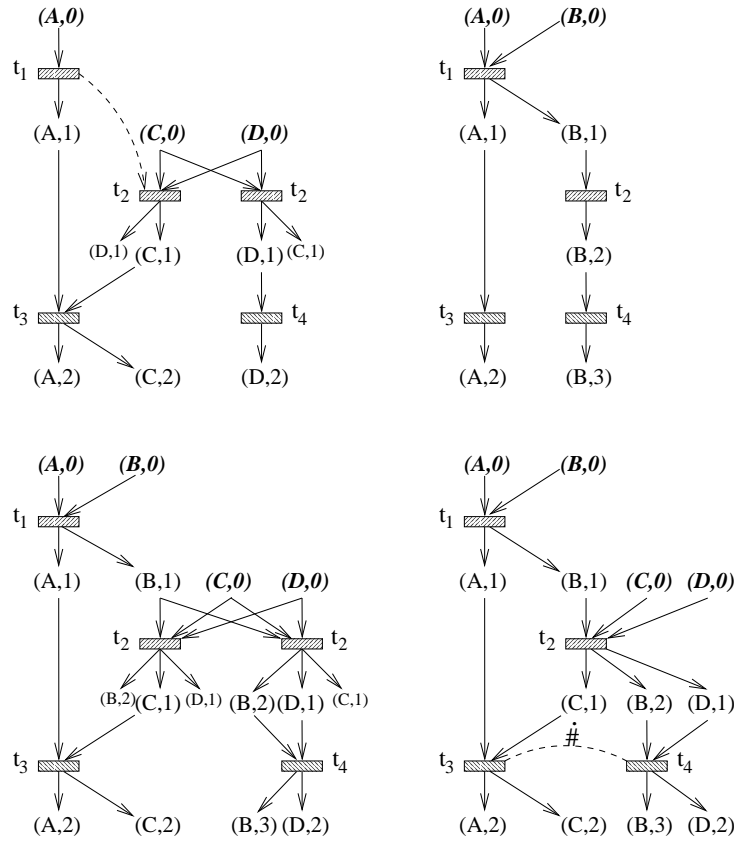 (A,0)
t1
(A,1)
(C,0) (D,0)
t2 t2
(D,1) (C,1) (D,1) (C,1)
t3 t4
(A,2) (C,2) (D,2)
(A,0) (B,0)
t1
(A,1) (B,1)
t2
(B,2)
t3 t4
(A,2) (B,3)
(A,0) (B,0)
t1
(A,1) (B,1) (C,0) (D,0)
t2 t2
(B,2) (C,1) (D,1) (B,2) (D,1) (C,1)
t3 t4
(A,2) (C,2) (B,3) (D,2)
(A,0) (B,0)
t1
(A,1) (B,1) (C,0) (D,0)
t2
(C,1) (B,2) (D,1)
#̇
t3 t4
(A,2) (C,2) (B,3) (D,2)